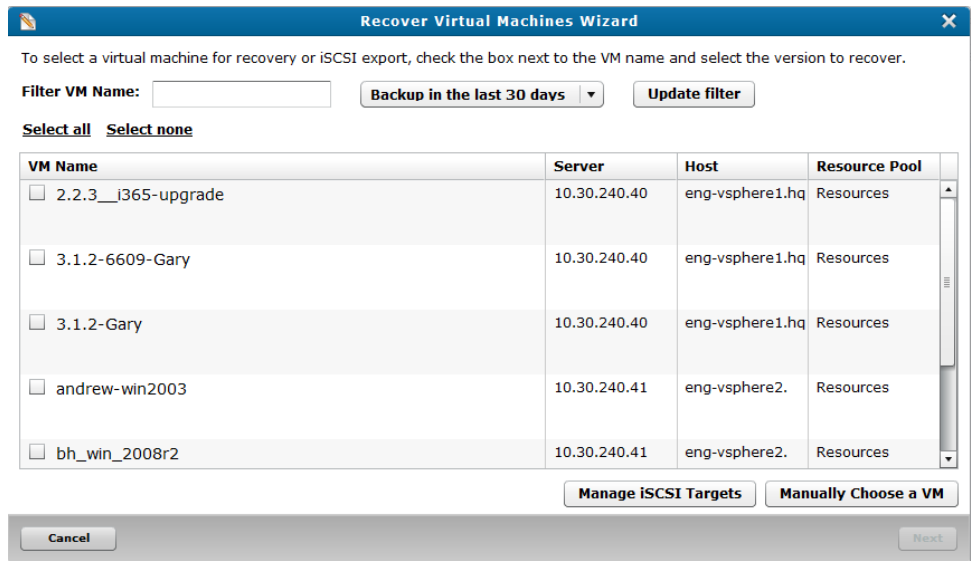 Recover Virtual Machines Wizard
To select a virtual machine for recovery or iSCSI export, check the box next to the VM name and select the version to recover.
Filter VM Name: Backup in the last 30 days Update filter
Select all Select none
VM Name Server Host Resource Pool
2.2.3__i365-upgrade 10.30.240.40 eng-vsphere1.hq Resources
3.1.2-6609-Gary 10.30.240.40 eng-vsphere1.hq Resources
3.1.2-Gary 10.30.240.40 eng-vsphere1.hq Resources
andrew-win2003 10.30.240.41 eng-vsphere2. Resources
bh_win_2008r2 10.30.240.41 eng-vsphere2. Resources
Manage iSCSI Targets Manually Choose a VM
Cancel Next